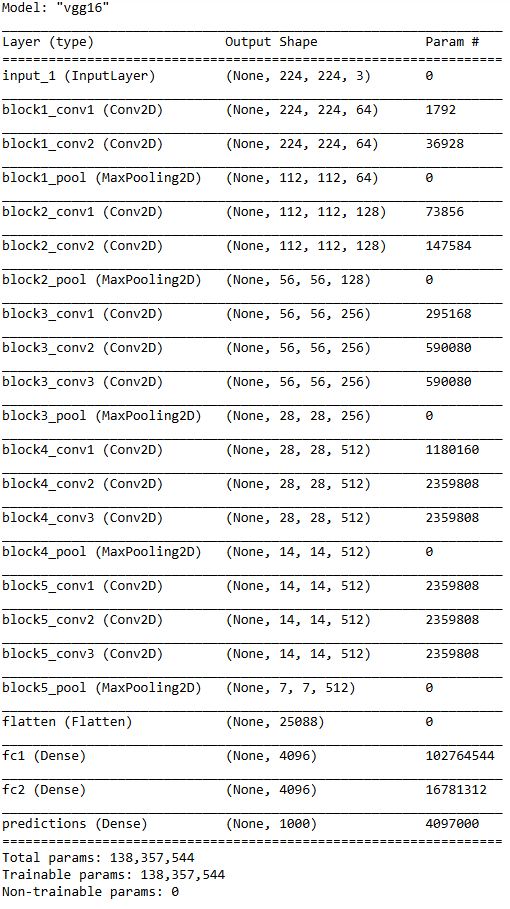 Model: "vgg16"
Layer (type) Output Shape Param #
input_1 (InputLayer) (None, 224, 224, 3) 0
block1_conv1 (Conv2D) (None, 224, 224, 64) 1792
block1_conv2 (Conv2D) (None, 224, 224, 64) 36928
block1_pool (MaxPooling2D) (None, 112, 112, 64) 0
block2_conv1 (Conv2D) (None, 112, 112, 128) 73856
block2_conv2 (Conv2D) (None, 112, 112, 128) 147584
block2_pool (MaxPooling2D) (None, 56, 56, 128) 0
block3_conv1 (Conv2D) (None, 56, 56, 256) 295168
block3_conv2 (Conv2D) (None, 56, 56, 256) 590080
block3_conv3 (Conv2D) (None, 56, 56, 256) 590080
block3_pool (MaxPooling2D) (None, 28, 28, 256) 0
block4_conv1 (Conv2D) (None, 28, 28, 512) 1180160
block4_conv2 (Conv2D) (None, 28, 28, 512) 2359808
block4_conv3 (Conv2D) (None, 28, 28, 512) 2359808
block4_pool (MaxPooling2D) (None, 14, 14, 512) 0
block5_conv1 (Conv2D) (None, 14, 14, 512) 2359808
block5_conv2 (Conv2D) (None, 14, 14, 512) 2359808
block5_conv3 (Conv2D) (None, 14, 14, 512) 2359808
block5_pool (MaxPooling2D) (None, 7, 7, 512) 0
flatten (Flatten) (None, 25088) 0
fc1 (Dense) (None, 4096) 102764544
fc2 (Dense) (None, 4096) 16781312
predictions (Dense) (None, 1000) 4097000
Total params: 138,357,544
Trainable params: 138,357,544
Non-trainable params: 0